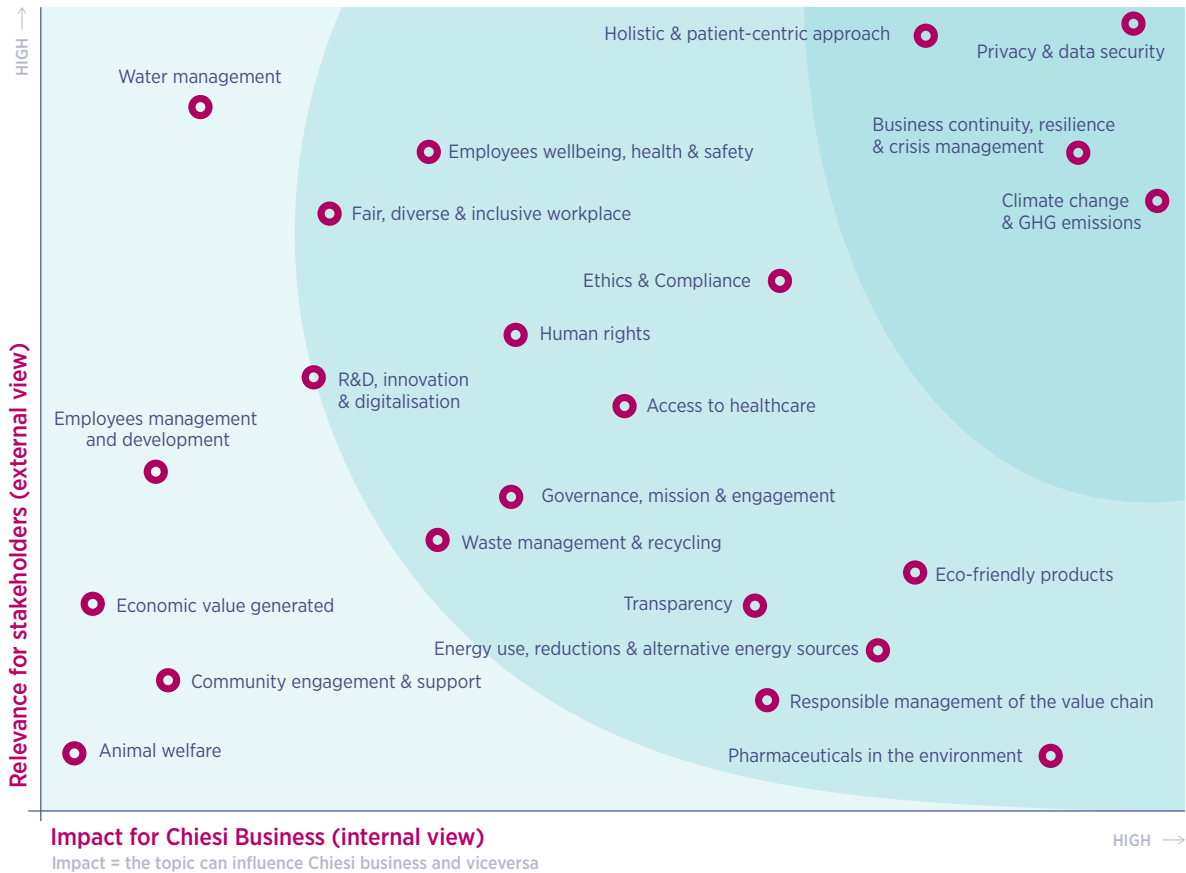 HIGH →
Holistic & patient-centric approach
Privacy & data security
Water management
Business continuity, resilience
& crisis management
Employees wellbeing, health & safety
Climate change
& GHG emissions
Fair, diverse & inclusive workplace
Ethics & Compliance
Human rights
R&D, innovation
& digitalisation
Access to healthcare
Employees management
and development
Governance, mission & engagement
Waste management & recycling
Eco-friendly products
Economic value generated
Transparency
Energy use, reductions & alternative energy sources
Community engagement & support
Responsible management of the value chain
Animal welfare
Pharmaceuticals in the environment
Relevance for stakeholders (external view)
Impact for Chiesi Business (internal view)
HIGH →
Impact = the topic can influence Chiesi business and viceversa